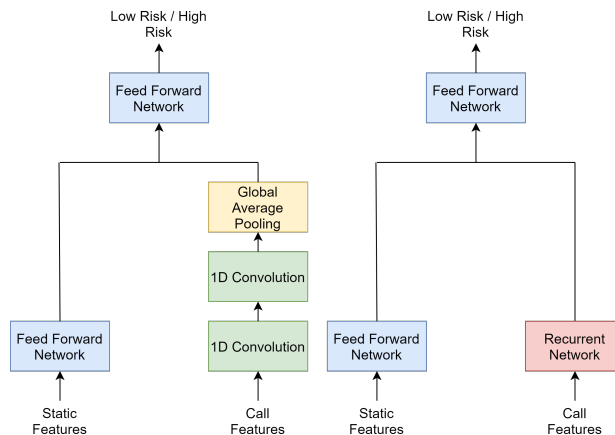 Low Risk / High
Risk
Feed Forward
Network
Global
Average
Pooling
1D Convolution
Feed Forward
Network
1D Convolution
Static
Features
Call
Features
Low Risk / High
Risk
Feed Forward
Network
Feed Forward
Network
Recurrent
Network
Static
Features
Call
Features